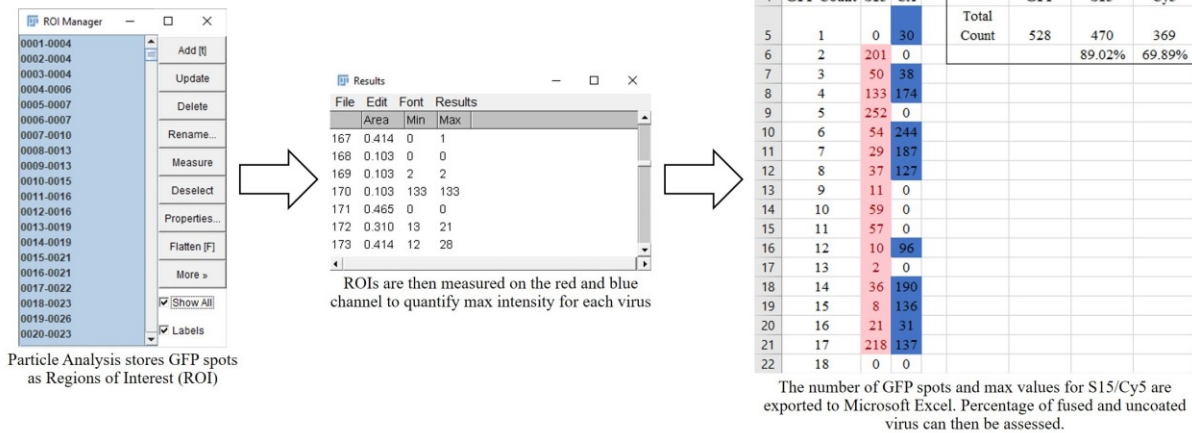 ROI Manager
0001-0004
0002-0004
0003-0004
0004-0006
0005-0007
0006-0007
0007-0010
0008-0013
0009-0013
0010-0015
0011-0016
0012-0016
0013-0019
0014-0019
0015-0021
0016-0021
0017-0022
0018-0023
0019-0026
0020-0023
Add [t]
Update
Delete
Rename...
Measure
Deselect
Properties...
Flatten [F]
More »
Show All
Labels
Particle Analysis stores GFP spots
as Regions of Interest (ROI)
Results
File Edit Font Results
Area Min Max
167 0.414 0 1
168 0.103 0 0
169 0.103 2 2
170 0.103 133 133
171 0.465 0 0
172 0.310 13 21
173 0.414 12 28
ROIs are then measured on the red and blue
channel to quantify max intensity for each virus
Total
5 1 0 30 Count 528 470 369
6 2 201 0 89.02% 69.89%
7 3 50 38
8 4 133 174
9 5 252 0
10 6 54 244
11 7 29 187
12 8 37 127
13 9 11 0
14 10 59 0
15 11 57 0
16 12 10 96
17 13 2 0
18 14 36 190
19 15 8 136
20 16 21 31
21 17 218 137
22 18 0 0
The number of GFP spots and max values for S15/Cy5 are
exported to Microsoft Excel. Percentage of fused and uncoated
virus can then be assessed.